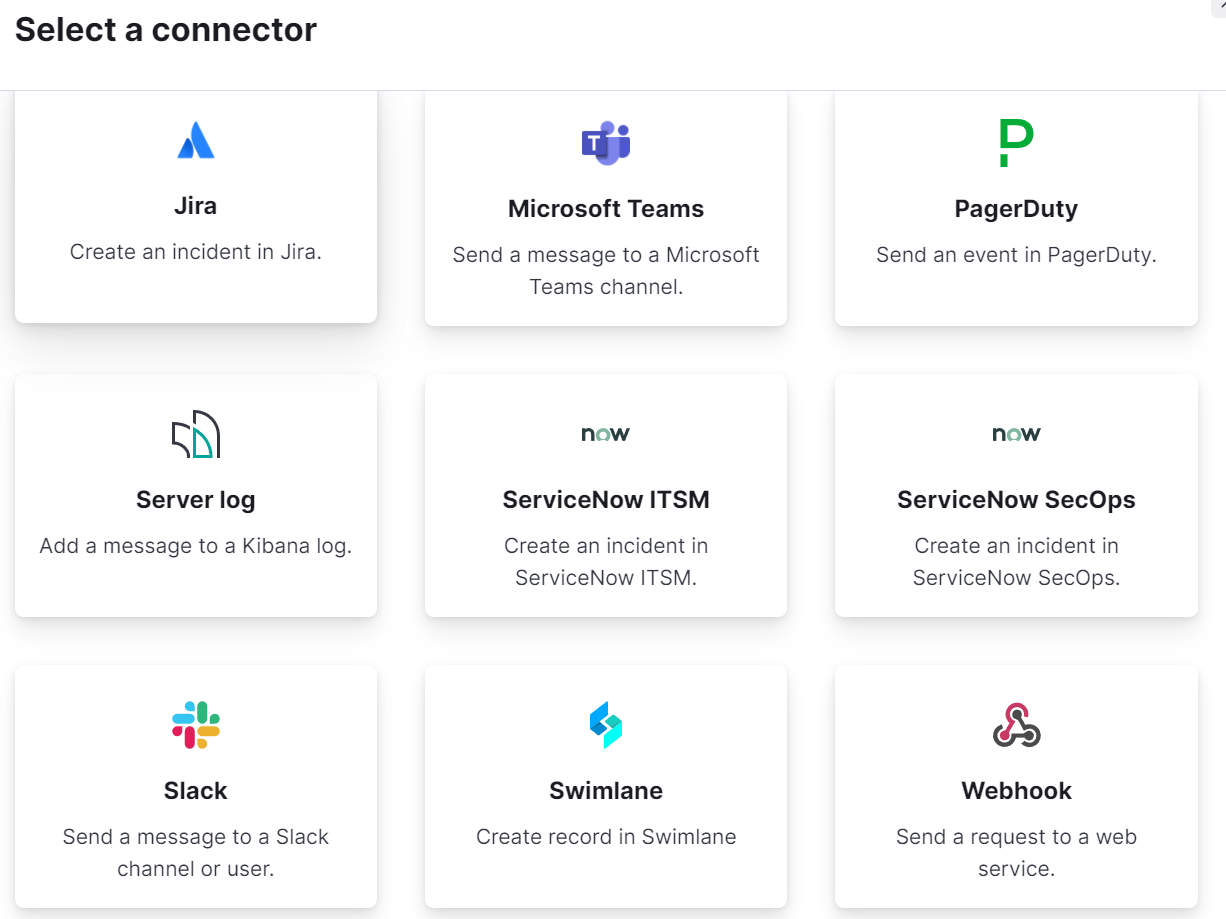 Select a connector
Jira
Create an incident in Jira.
T
Microsoft Teams
Send a message to a Microsoft
Teams channel.
P
PagerDuty
Send an event in PagerDuty.
Server log
Add a message to a Kibana log.
now
ServiceNow ITSM
Create an incident in
ServiceNow ITSM.
now
ServiceNow SecOps
Create an incident in
ServiceNow SecOps.
Slack
Send a message to a Slack
channel or user.
Swimlane
Create record in Swimlane
Webhook
Send a request to a web
service.